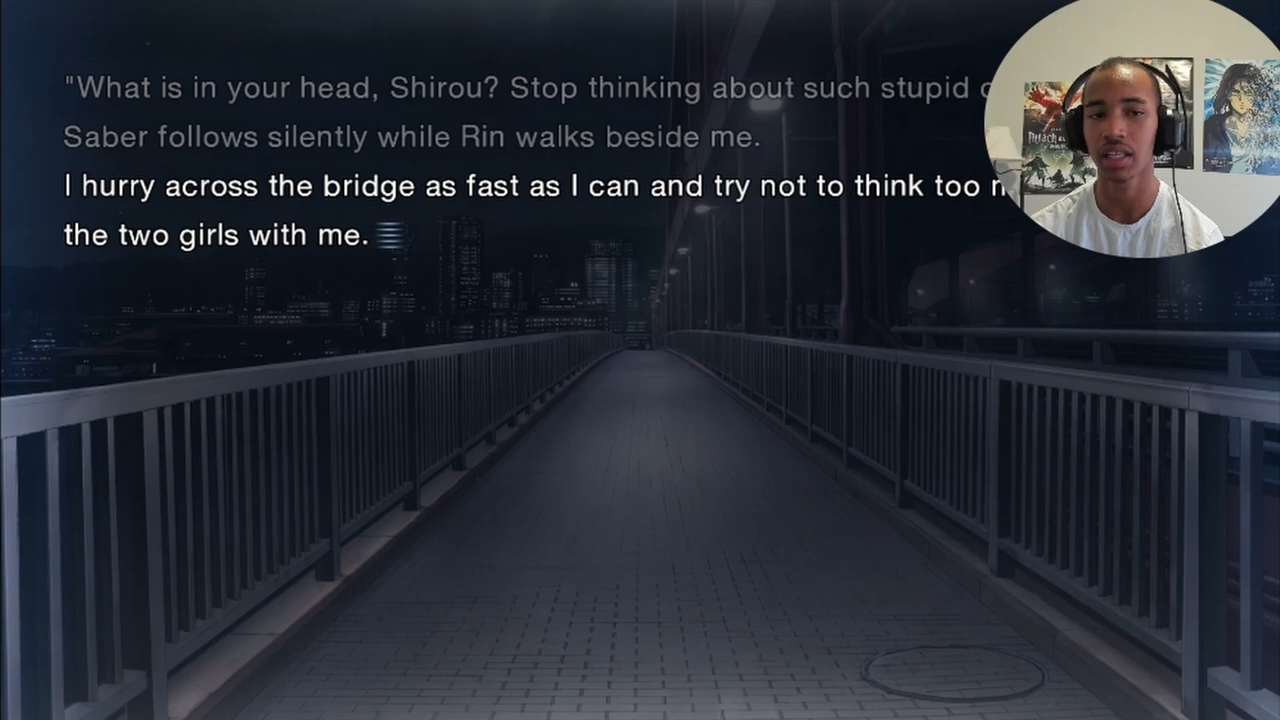 "What is in your head, Shirou? Stop thinking about such stupid
Saber follows silently while Rin walks beside me.
I hurry across the bridge as fast as I can and try not to think too
the two girls with me.